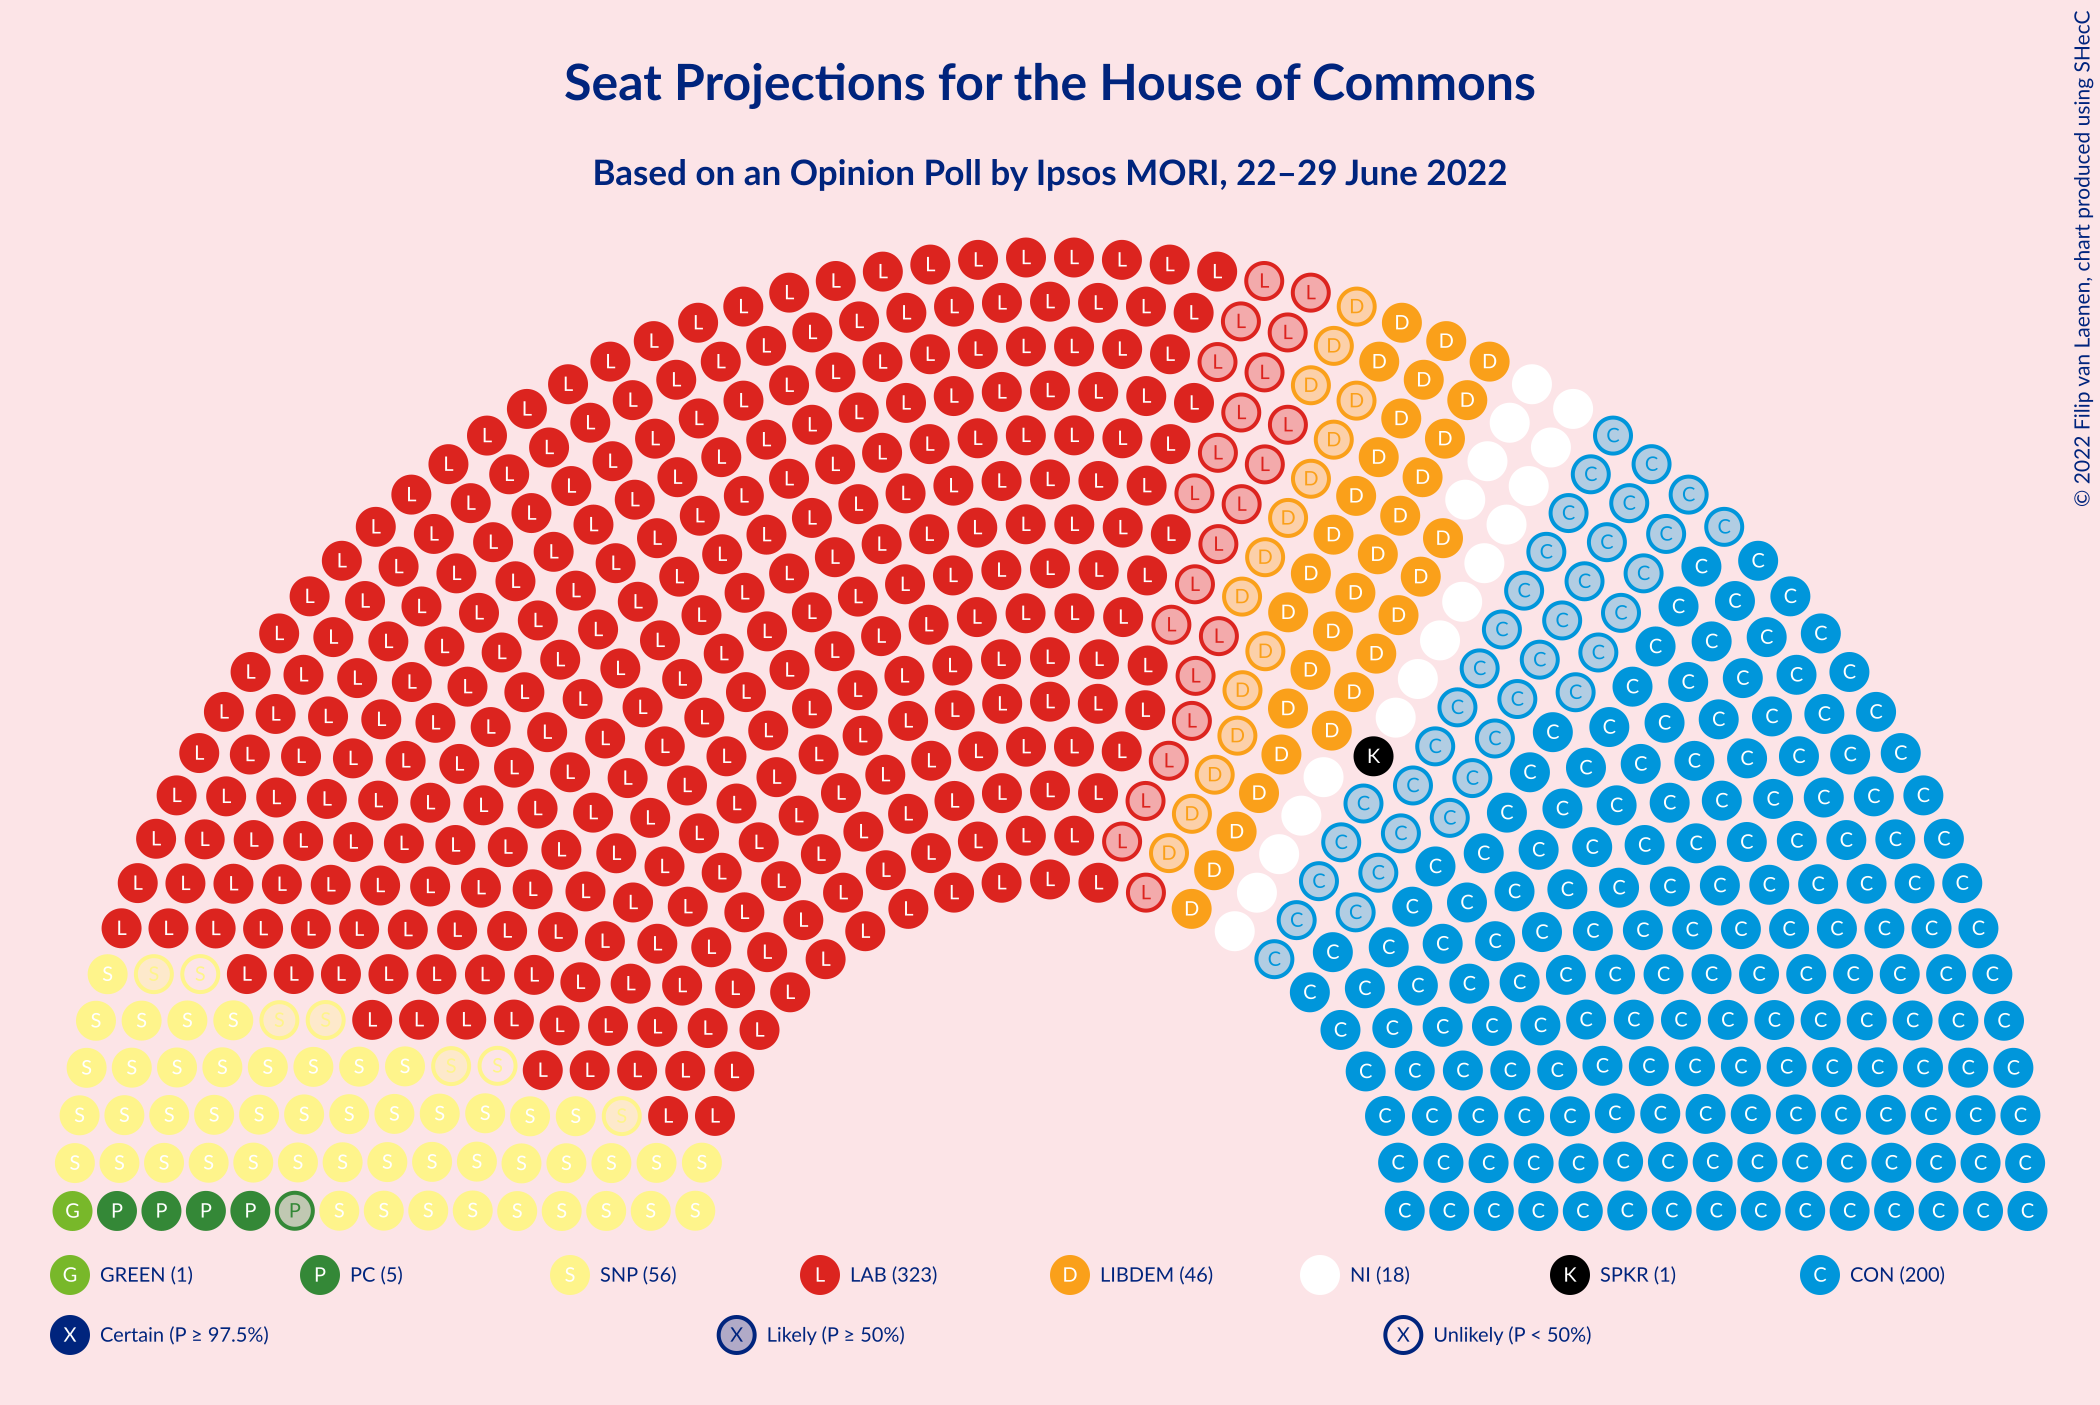 Seat Projections for the House of Commons
Based on an Opinion Poll by Ipsos MORI, 22–29 June 2022
© 2022 Filip van Laenen, chart produced using SHecC
G GREEN (1) P PC (5) S SNP (56) L LAB (323) D LIBDEM (46) NI (18) K SPKR (1) C CON (200)
X Certain (P ≥ 97.5%) X Likely (P ≥ 50%) X Unlikely (P < 50%)